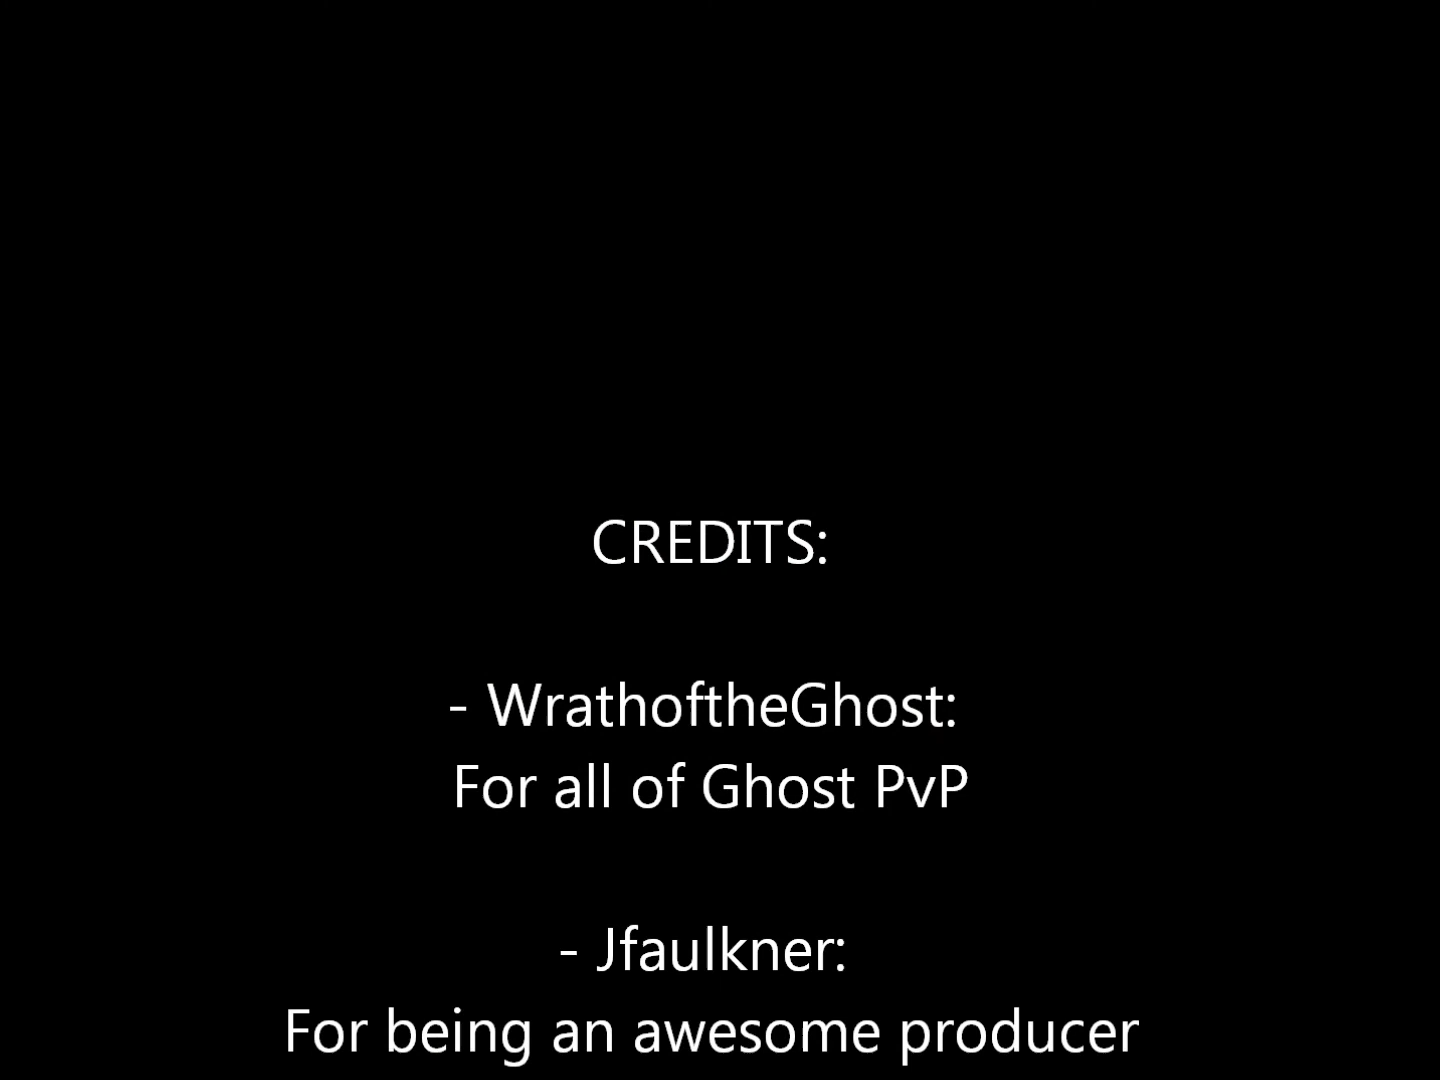 CREDITS:
- WrathoftheGhost:
For all of Ghost PvP
- Jfaulkner:
For being an awesome producer